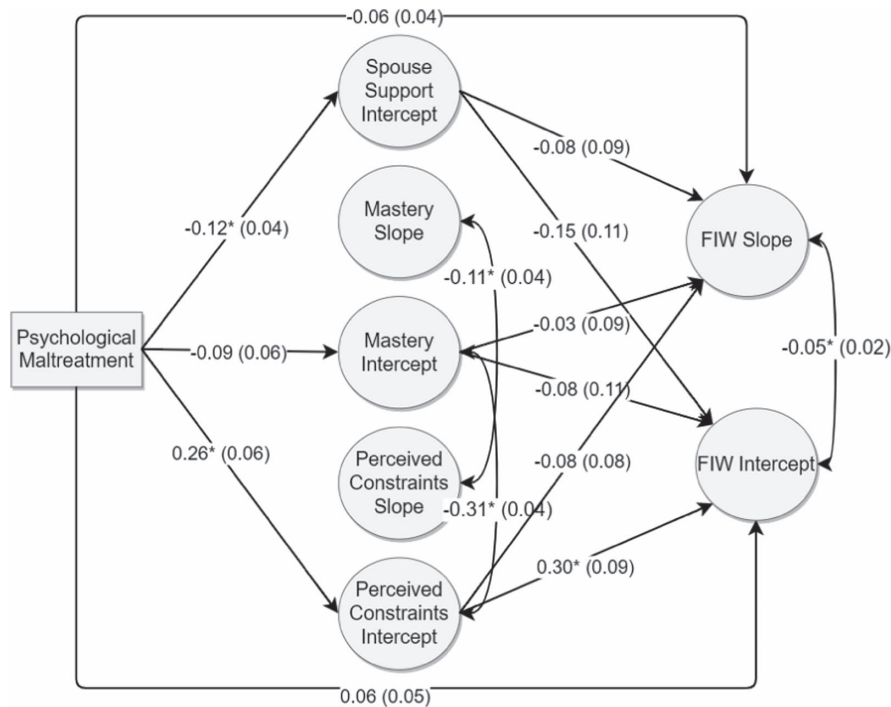 -0.06 (0.04)
Spouse
Support
Intercept
-0.08 (0.09)
Mastery
Slope
-0.12* (0.04)
-0.15 (0.11)
FIW Slope
-0.11* (0.04)
-0.03 (0.09)
Psychological
Maltreatment
-0.09 (0.06)
Mastery
Intercept
-0.05* (0.02)
-0.08 (0.11)
0.26* (0.06)
Perceived
Constraints
Slope
-0.08 (0.08)
FIW Intercept
-0.31* (0.04)
0.30* (0.09)
Perceived
Constraints
Intercept
0.06 (0.05)